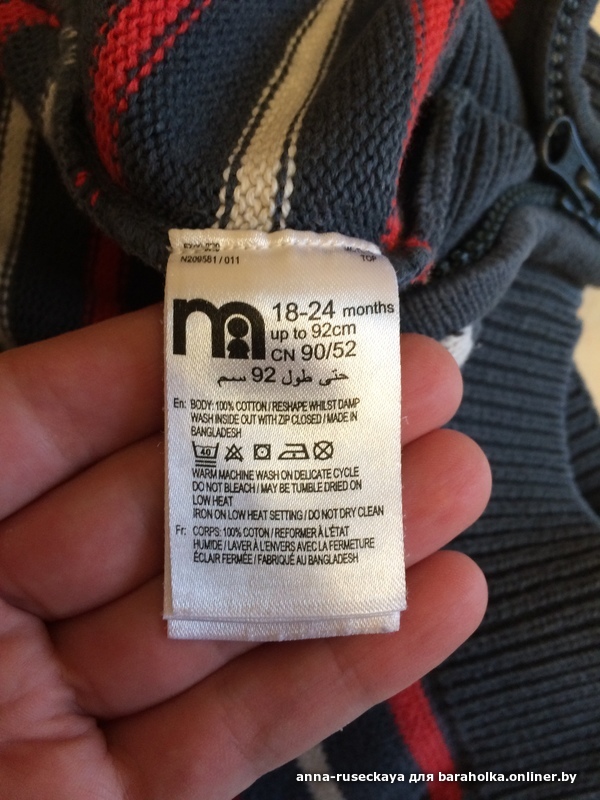 N209581 / 011
TOP
m
18-24 months
up to 92cm
CN 90/52
حتى طول 92 سم
En: BODY: 100% COTTON / RESHAPE WHILST DAMP
WASH INSIDE OUT WITH ZIP CLOSED / MADE IN
BANGLADESH
40
WARM MACHINE WASH ON DELICATE CYCLE
DO NOT BLEACH / MAY BE TUMBLE DRIED ON
LOW HEAT
IRON ON LOW HEAT SETTING / DO NOT DRY CLEAN
Fr: CORPS: 100% COTON / REFORMER À L'ÉTAT
HUMIDE / LAVER À L'ENVERS AVEC LA FERMETURE
ÉCLAIR FERMÉE / FABRIQUÉ AU BANGLADESH
anna-ruseckaya для baraholka.onliner.by